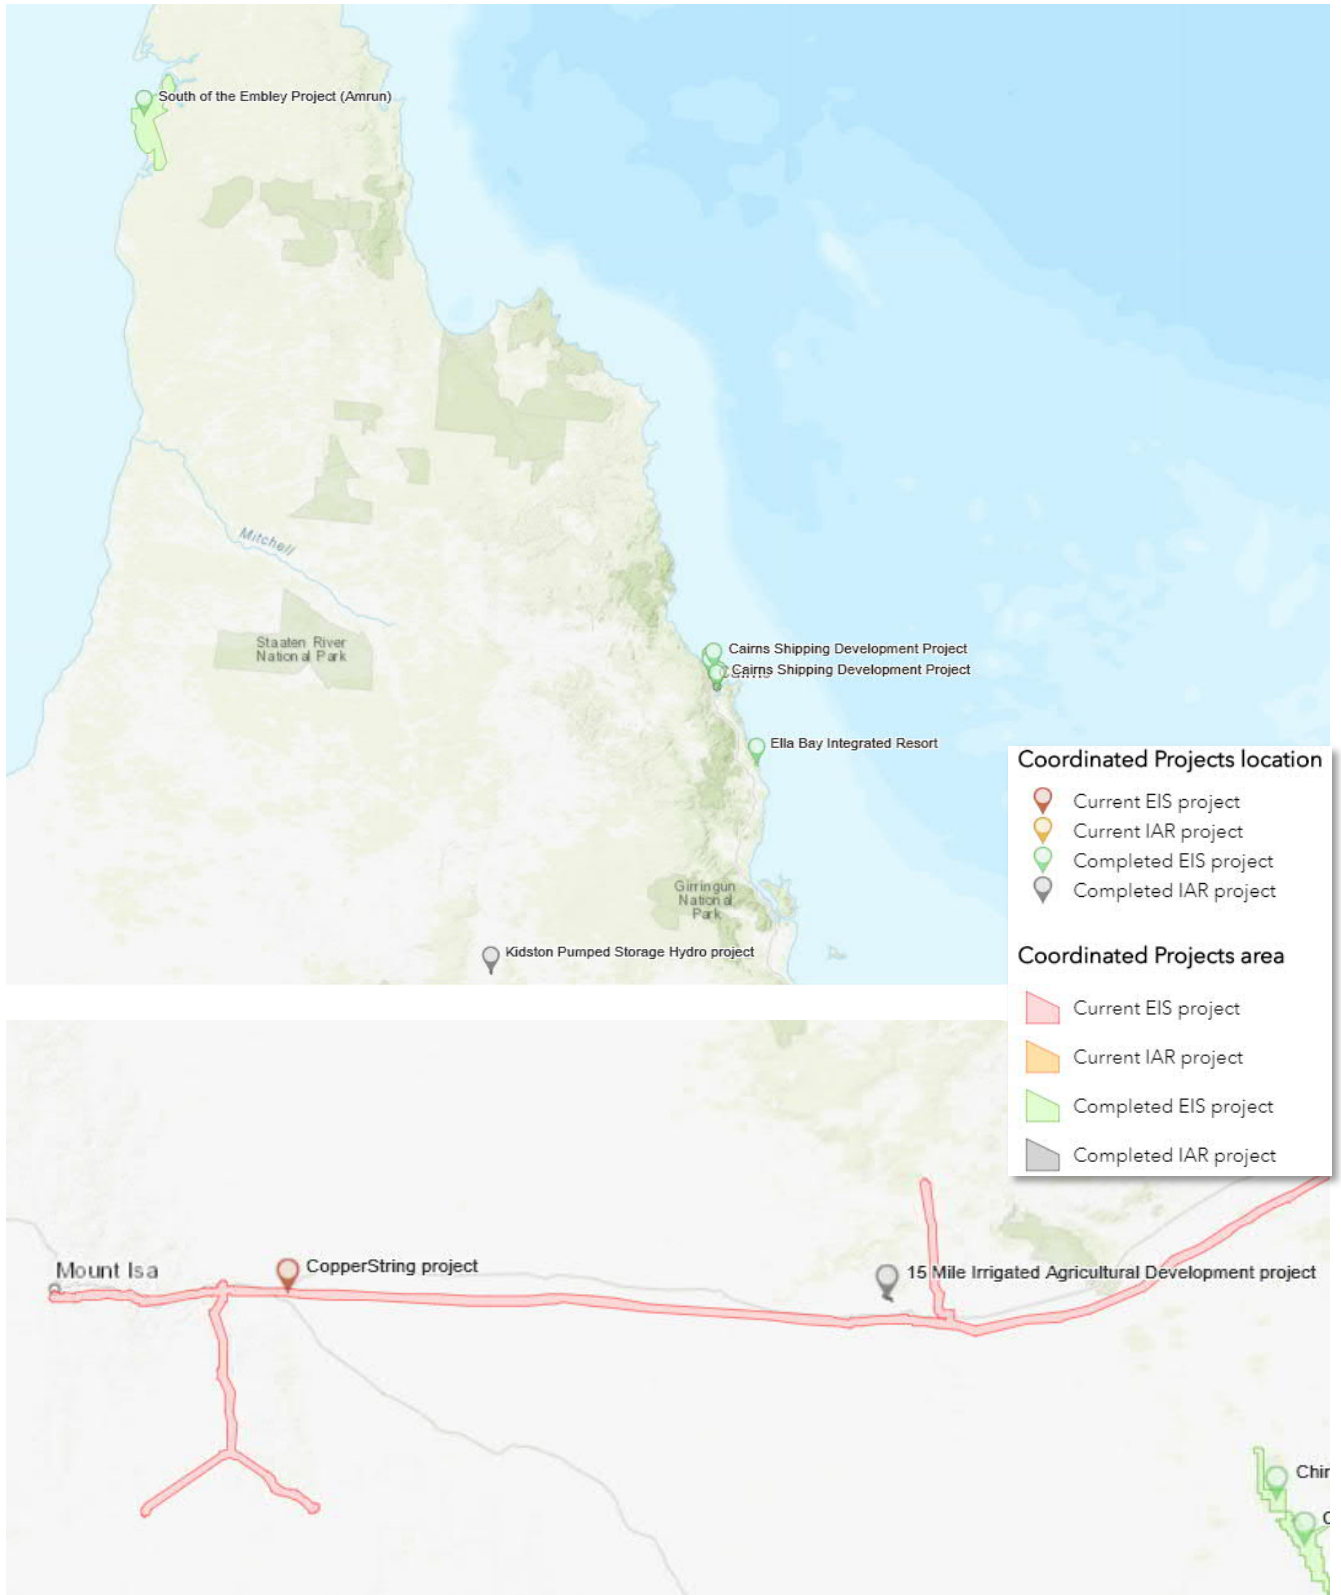 South of the Embley Project (Amrun)
Mitchell
Staaten River
National Park
Cairns Shipping Development Project
Cairns Shipping Development Project
Ella Bay Integrated Resort
Girringun
National
Park
Kidston Pumped Storage Hydro project
Coordinated Projects location
Current EIS project
Current IAR project
Completed EIS project
Completed IAR project
Coordinated Projects area
Current EIS project
Current IAR project
Completed EIS project
Completed IAR project
Mount Isa
CopperString project
15 Mile Irrigated Agricultural Development project